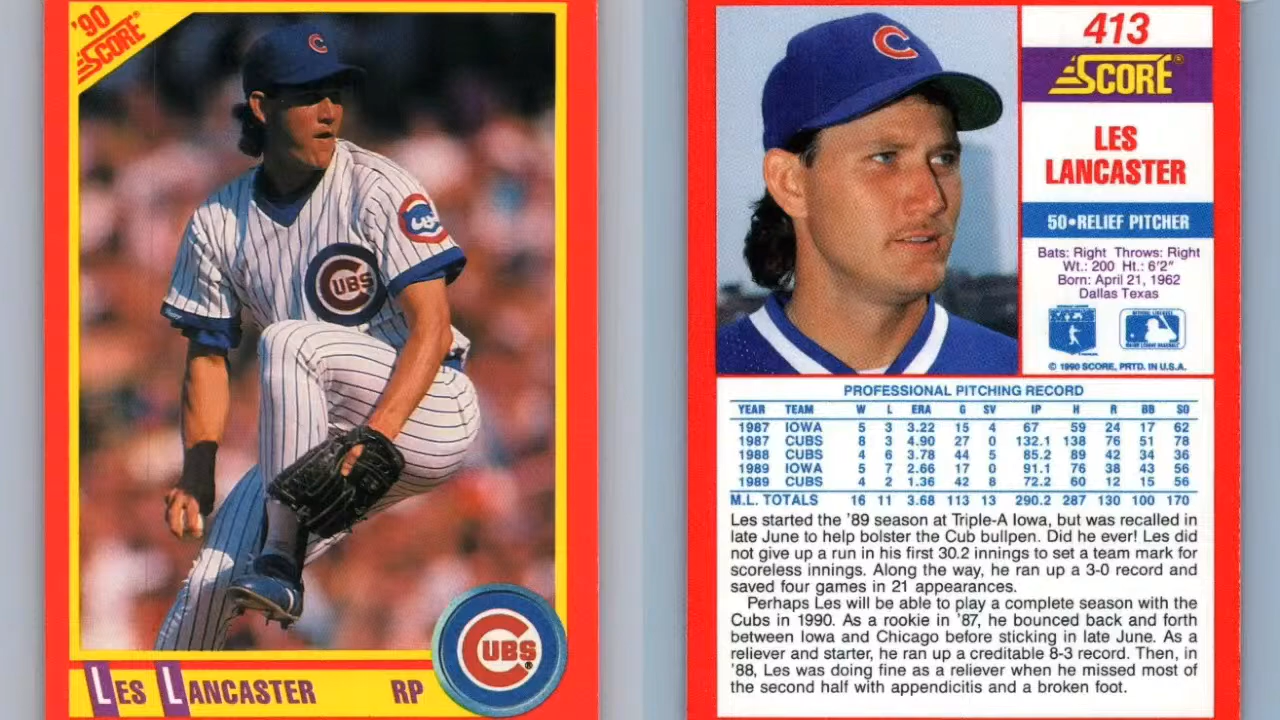 '90
SCORE
C
CUBS
CUBS
LES LANCASTER RP
413
SCORE®
C
LES
LANCASTER
50•RELIEF PITCHER
Bats: Right Throws: Right
Wt.: 200 Ht.: 6'2"
Born: April 21, 1962
Dallas Texas
© 1990 SCORE, PRTD. IN U.S.A.
PROFESSIONAL PITCHING RECORD
YEAR TEAM W L ERA G SV IP H R BB SO
1987 IOWA 5 3 3.22 15 4 67 59 24 17 62
1987 CUBS 8 3 4.90 27 0 132.1 138 76 51 78
1988 CUBS 4 6 3.78 44 5 85.2 89 42 34 36
1989 IOWA 5 7 2.66 17 0 91.1 76 38 43 56
1989 CUBS 4 2 1.36 42 8 72.2 60 12 15 56
M.L. TOTALS 16 11 3.68 113 13 290.2 287 130 100 170
Les started the '89 season at Triple-A Iowa, but was recalled in
late June to help bolster the Cub bullpen. Did he ever! Les did
not give up a run in his first 30.2 innings to set a team mark for
scoreless innings. Along the way, he ran up a 3-0 record and
saved four games in 21 appearances.
Perhaps Les will be able to play a complete season with the
Cubs in 1990. As a rookie in '87, he bounced back and forth
between Iowa and Chicago before sticking in late June. As a
reliever and starter, he ran up a creditable 8-3 record. Then, in
'88, Les was doing fine as a reliever when he missed most of
the second half with appendicitis and a broken foot.